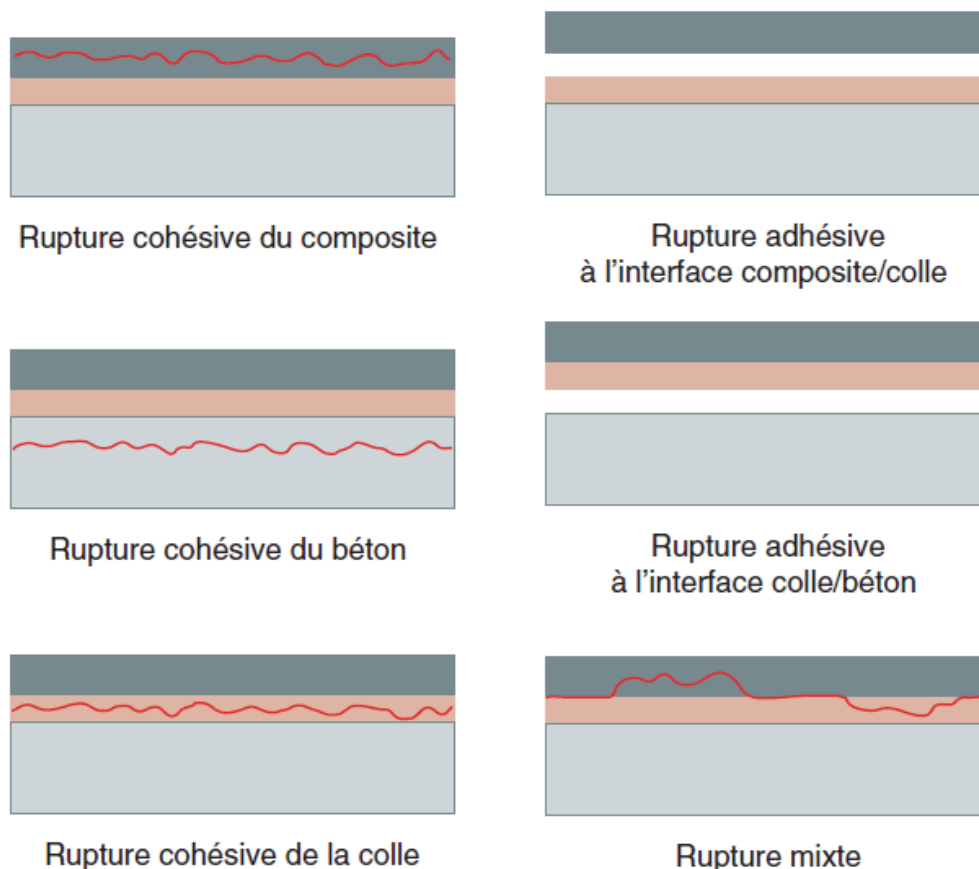 Rupture cohésive du composite
Rupture adhésive
à l'interface composite/colle
Rupture cohésive du béton
Rupture adhésive
à l'interface colle/béton
Rupture cohésive de la colle
Rupture mixte